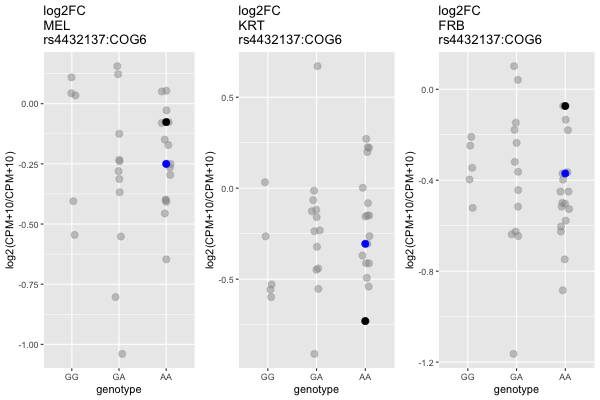 log2FC
MEL
rs4432137:COG6
log2(CPM+10/CPM+10)
0.00
-0.25
-0.50
-0.75
-1.00
GG GA AA
genotype
log2FC
KRT
rs4432137:COG6
log2(CPM+10/CPM+10)
0.5
0.0
-0.5
GG GA AA
genotype
log2FC
FRB
rs4432137:COG6
log2(CPM+10/CPM+10)
0.0
-0.4
-0.8
-1.2
GG GA AA
genotype